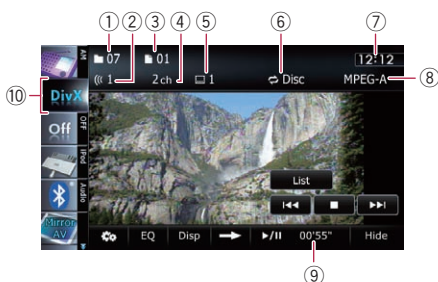 ① ② ③ ④ ⑤ ⑥ ⑦
07 01 12:12
1 2 ch 1 Disc MPEG-A ⑧
⑩ DivX
AM
Off
OFF
iPod
Audio
Mirror
AV
List
EQ Disp 00'55" Hide
⑨